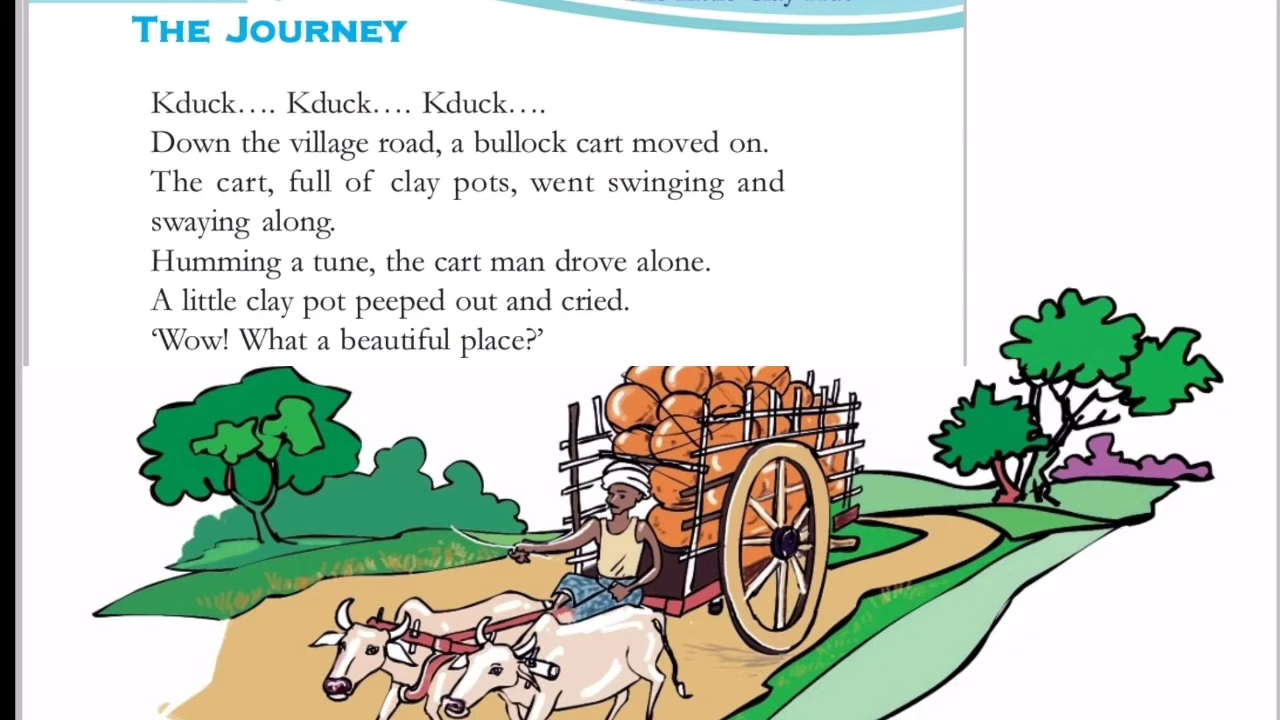 THE JOURNEY
Kduck.... Kduck.... Kduck....
Down the village road, a bullock cart moved on.
The cart, full of clay pots, went swinging and
swaying along.
Humming a tune, the cart man drove alone.
A little clay pot peeped out and cried.
‘Wow! What a beautiful place?’